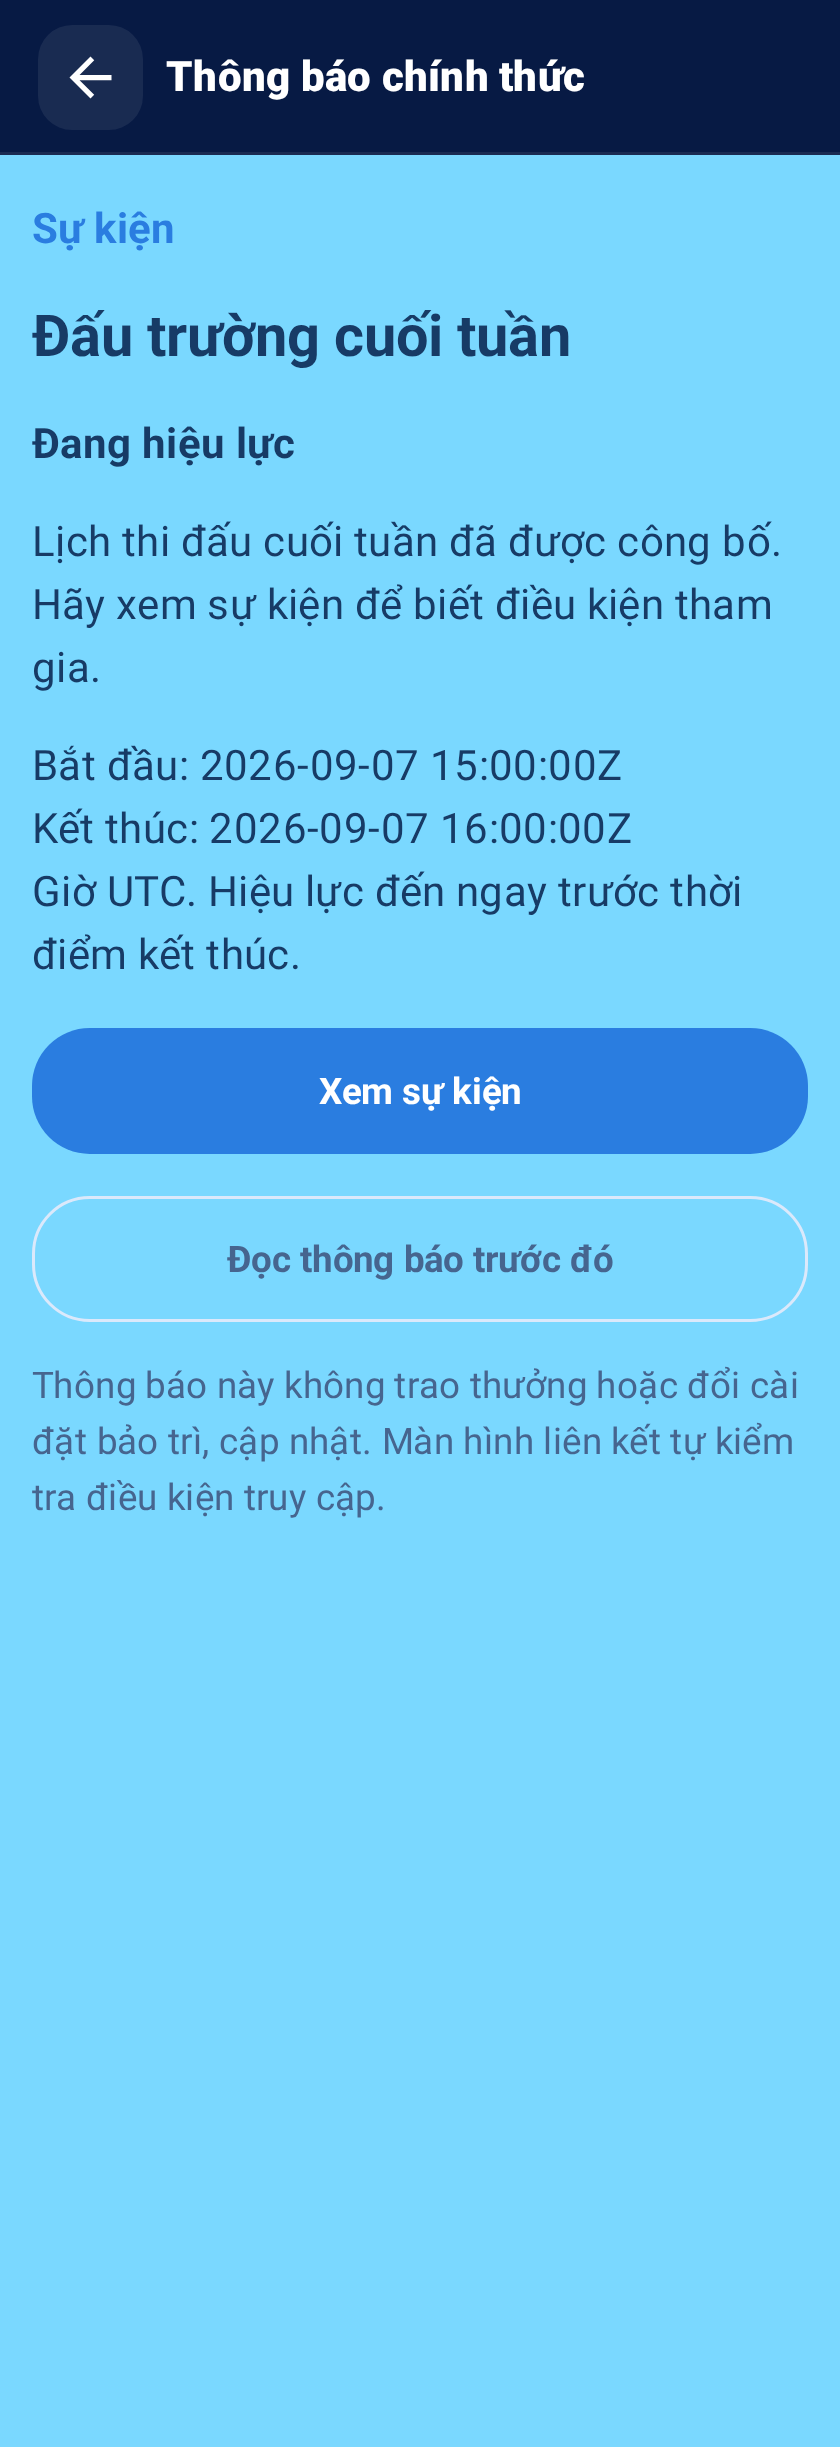 Thông báo chính thức
Sự kiện
Đấu trường cuối tuần
Đang hiệu lực
Lịch thi đấu cuối tuần đã được công bố.
Hãy xem sự kiện để biết điều kiện tham
gia.
Bắt đầu: 2026-09-07 15:00:00Z
Kết thúc: 2026-09-07 16:00:00Z
Giờ UTC. Hiệu lực đến ngay trước thời
điểm kết thúc.
Xem sự kiện
Đọc thông báo trước đó
Thông báo này không trao thưởng hoặc đổi cài
đặt bảo trì, cập nhật. Màn hình liên kết tự kiểm
tra điều kiện truy cập.